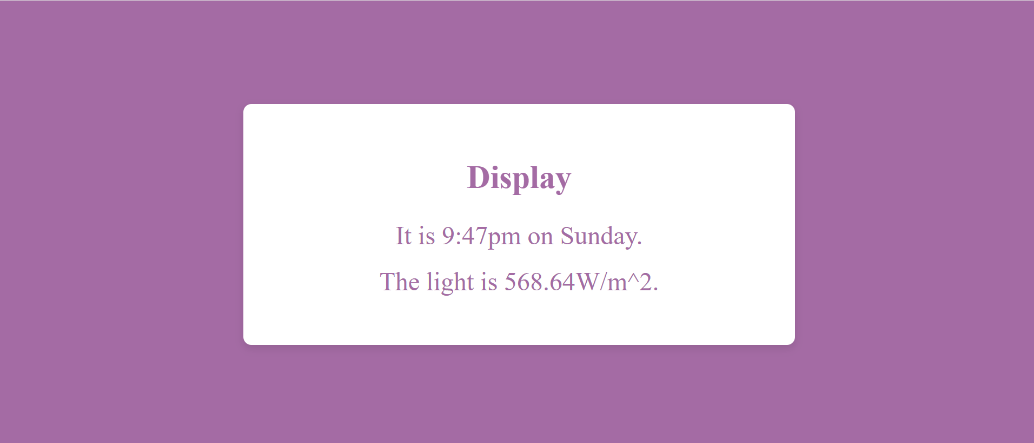 Display
It is 9:47pm on Sunday.
The light is 568.64W/m^2.